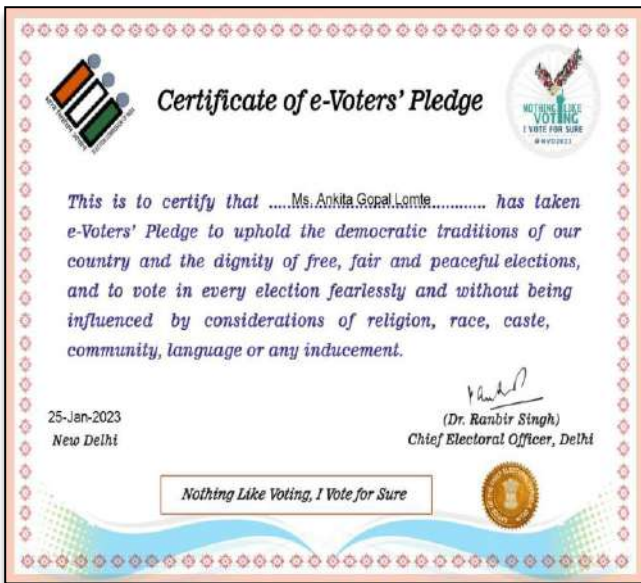 Certificate of e-Voters' Pledge
NOTHING LIKE
VOTING
I VOTE FOR SURE
#NVD2023
This is to certify that .....Ms. Ankita Gopal Lomte........... has taken
e-Voters' Pledge to uphold the democratic traditions of our
country and the dignity of free, fair and peaceful elections,
and to vote in every election fearlessly and without being
influenced by considerations of religion, race, caste,
community, language or any inducement.
25-Jan-2023
New Delhi
(Dr. Ranbir Singh)
Chief Electoral Officer, Delhi
Nothing Like Voting, I Vote for Sure